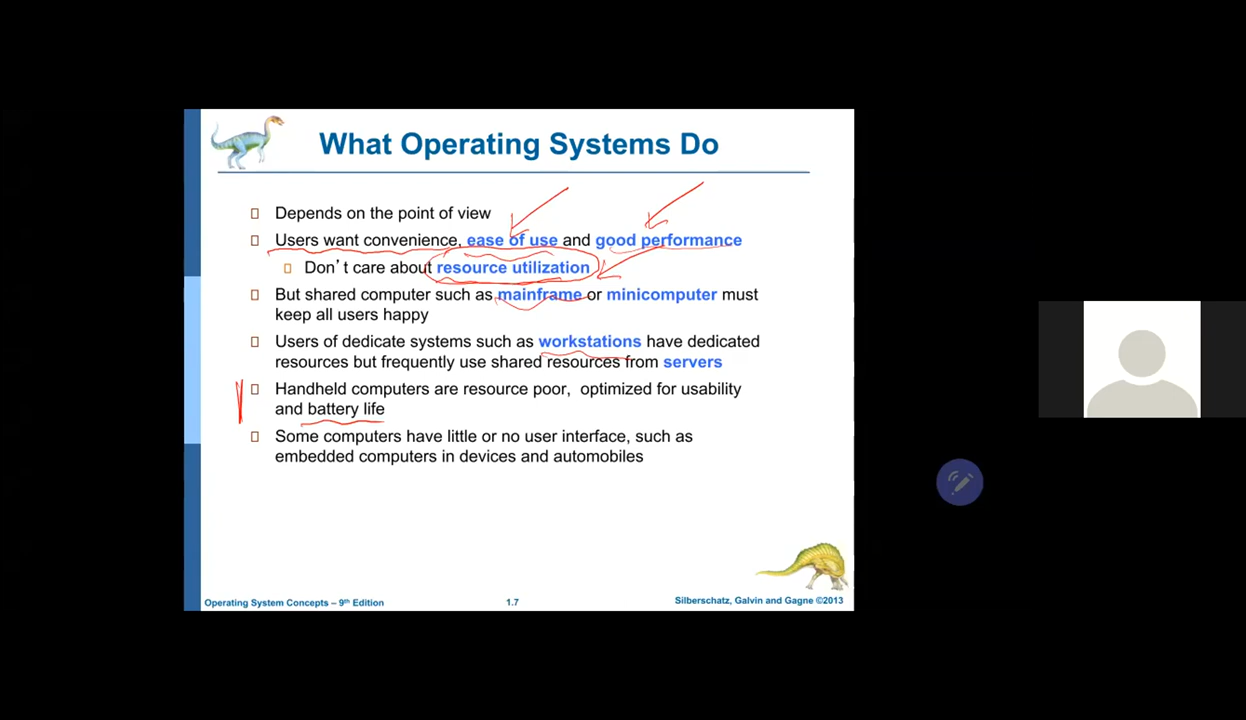 What Operating Systems Do
Depends on the point of view
Users want convenience, ease of use and good performance
Don’t care about resource utilization
But shared computer such as mainframe or minicomputer must
keep all users happy
Users of dedicate systems such as workstations have dedicated
resources but frequently use shared resources from servers
Handheld computers are resource poor, optimized for usability
and battery life
Some computers have little or no user interface, such as
embedded computers in devices and automobiles
Operating System Concepts – 9th Edition
1.7
Silberschatz, Galvin and Gagne ©2013